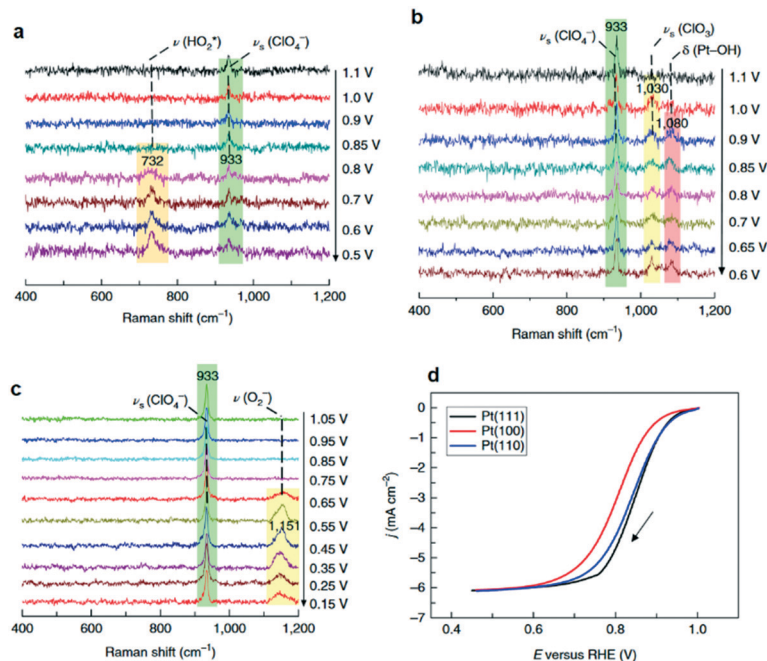 a
ν (HO₂*)
νₛ (ClO₄⁻)
1.1 V
1.0 V
0.9 V
0.85 V
732
933
0.8 V
0.7 V
0.6 V
0.5 V
400
600
800
1,000
1,200
Raman shift (cm⁻¹)
b
933
νₛ (ClO₄⁻)
νₛ (ClO₃)
δ (Pt–OH)
1.1 V
1,030
1.0 V
1,080
0.9 V
0.85 V
0.8 V
0.7 V
0.65 V
0.6 V
400
600
800
1,000
1,200
Raman shift (cm⁻¹)
c
933
νₛ (ClO₄⁻)
ν (O₂⁻)
1.05 V
0.95 V
0.85 V
0.75 V
0.65 V
0.55 V
1,151
0.45 V
0.35 V
0.25 V
0.15 V
400
600
800
1,000
1,200
Raman shift (cm⁻¹)
d
Pt(111)
Pt(100)
Pt(110)
0
−1
−2
−3
−4
−5
−6
−7
j (mA cm⁻²)
0.4
0.6
0.8
1.0
E versus RHE (V)